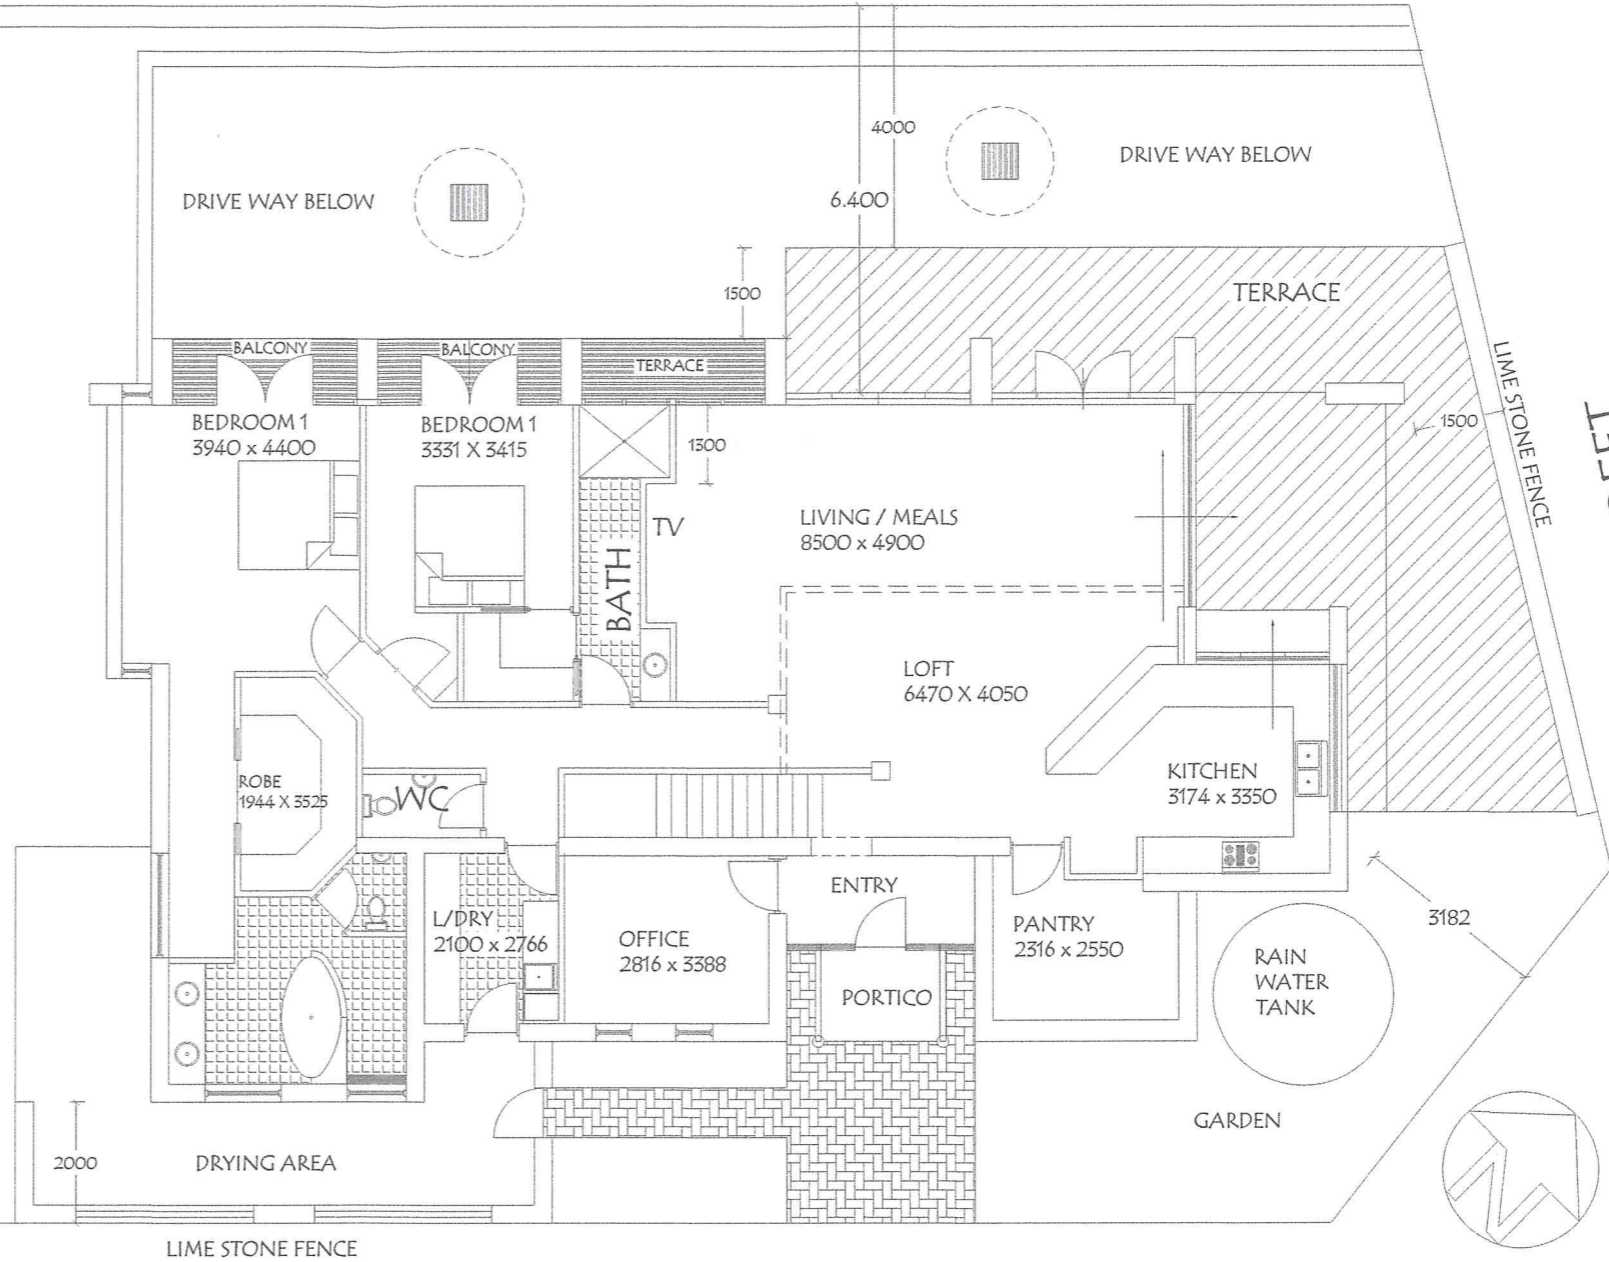 4000
DRIVE WAY BELOW
DRIVE WAY BELOW
6.400
1500
TERRACE
BALCONY
BALCONY
TERRACE
LIME STONE FENCE
BEDROOM 1
3940 x 4400
BEDROOM 1
3331 X 3415
1300
1500
TV
LIVING / MEALS
8500 x 4900
BATH
LOFT
6470 X 4050
ROBE
1944 X 3525
WC
KITCHEN
3174 x 3350
ENTRY
L/DRY
2100 x 2766
OFFICE
2816 x 3388
PANTRY
2316 x 2550
3182
RAIN
WATER
TANK
PORTICO
GARDEN
2000
DRYING AREA
N
LIME STONE FENCE